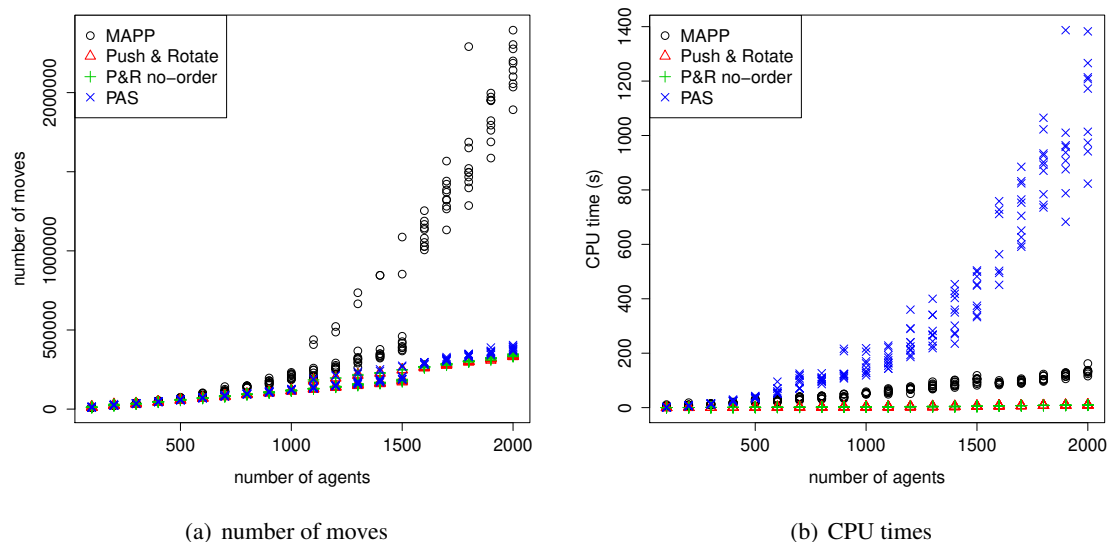 MAPP
Push & Rotate
P&R no−order
PAS
number of moves
0
500000
1000000
2000000
500
1000
1500
2000
number of agents
(a) number of moves
MAPP
Push & Rotate
P&R no−order
PAS
CPU time (s)
0
200
400
600
800
1000
1200
1400
500
1000
1500
2000
number of agents
(b) CPU times